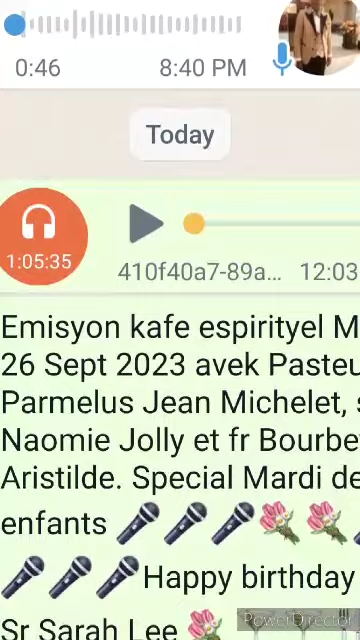 0:46 8:40 PM
Today
1:05:35
410f40a7-89a... 12:03
Emisyon kafe espirityel M
26 Sept 2023 avek Pasteu
Parmelus Jean Michelet, s
Naomie Jolly et fr Bourbe
Aristilde. Special Mardi de
enfants 🎤🎤🎤💐💐
🎤🎤🎤Happy birthday
Sr Sarah Lee 💐
PowerDirector